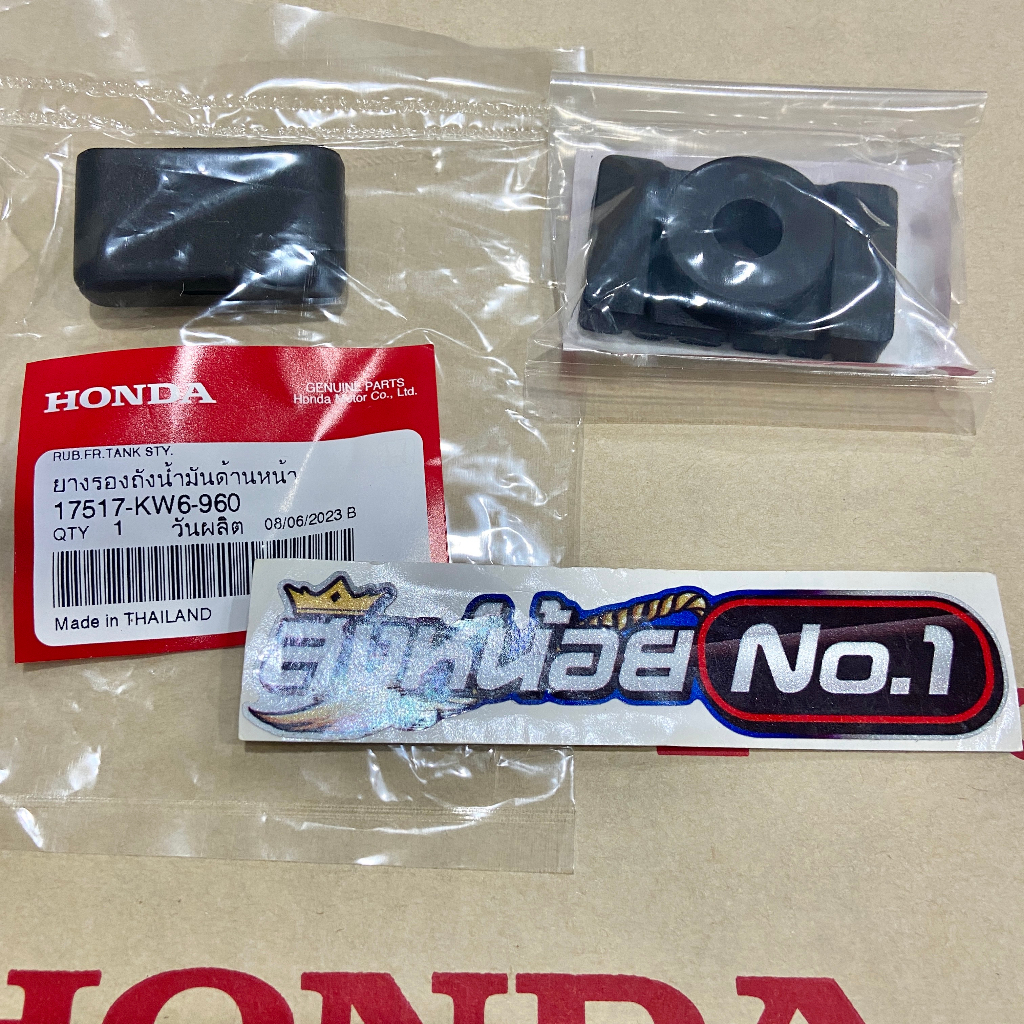 HONDA
GENUINE PARTS
Honda Motor Co., Ltd.
RUB.FR.TANK STY.
ยางรองถังน้ำมันด้านหน้า
17517-KW6-960
QTY 1 วันผลิต 08/06/2023 B
Made in THAILAND
No.1
HONDA